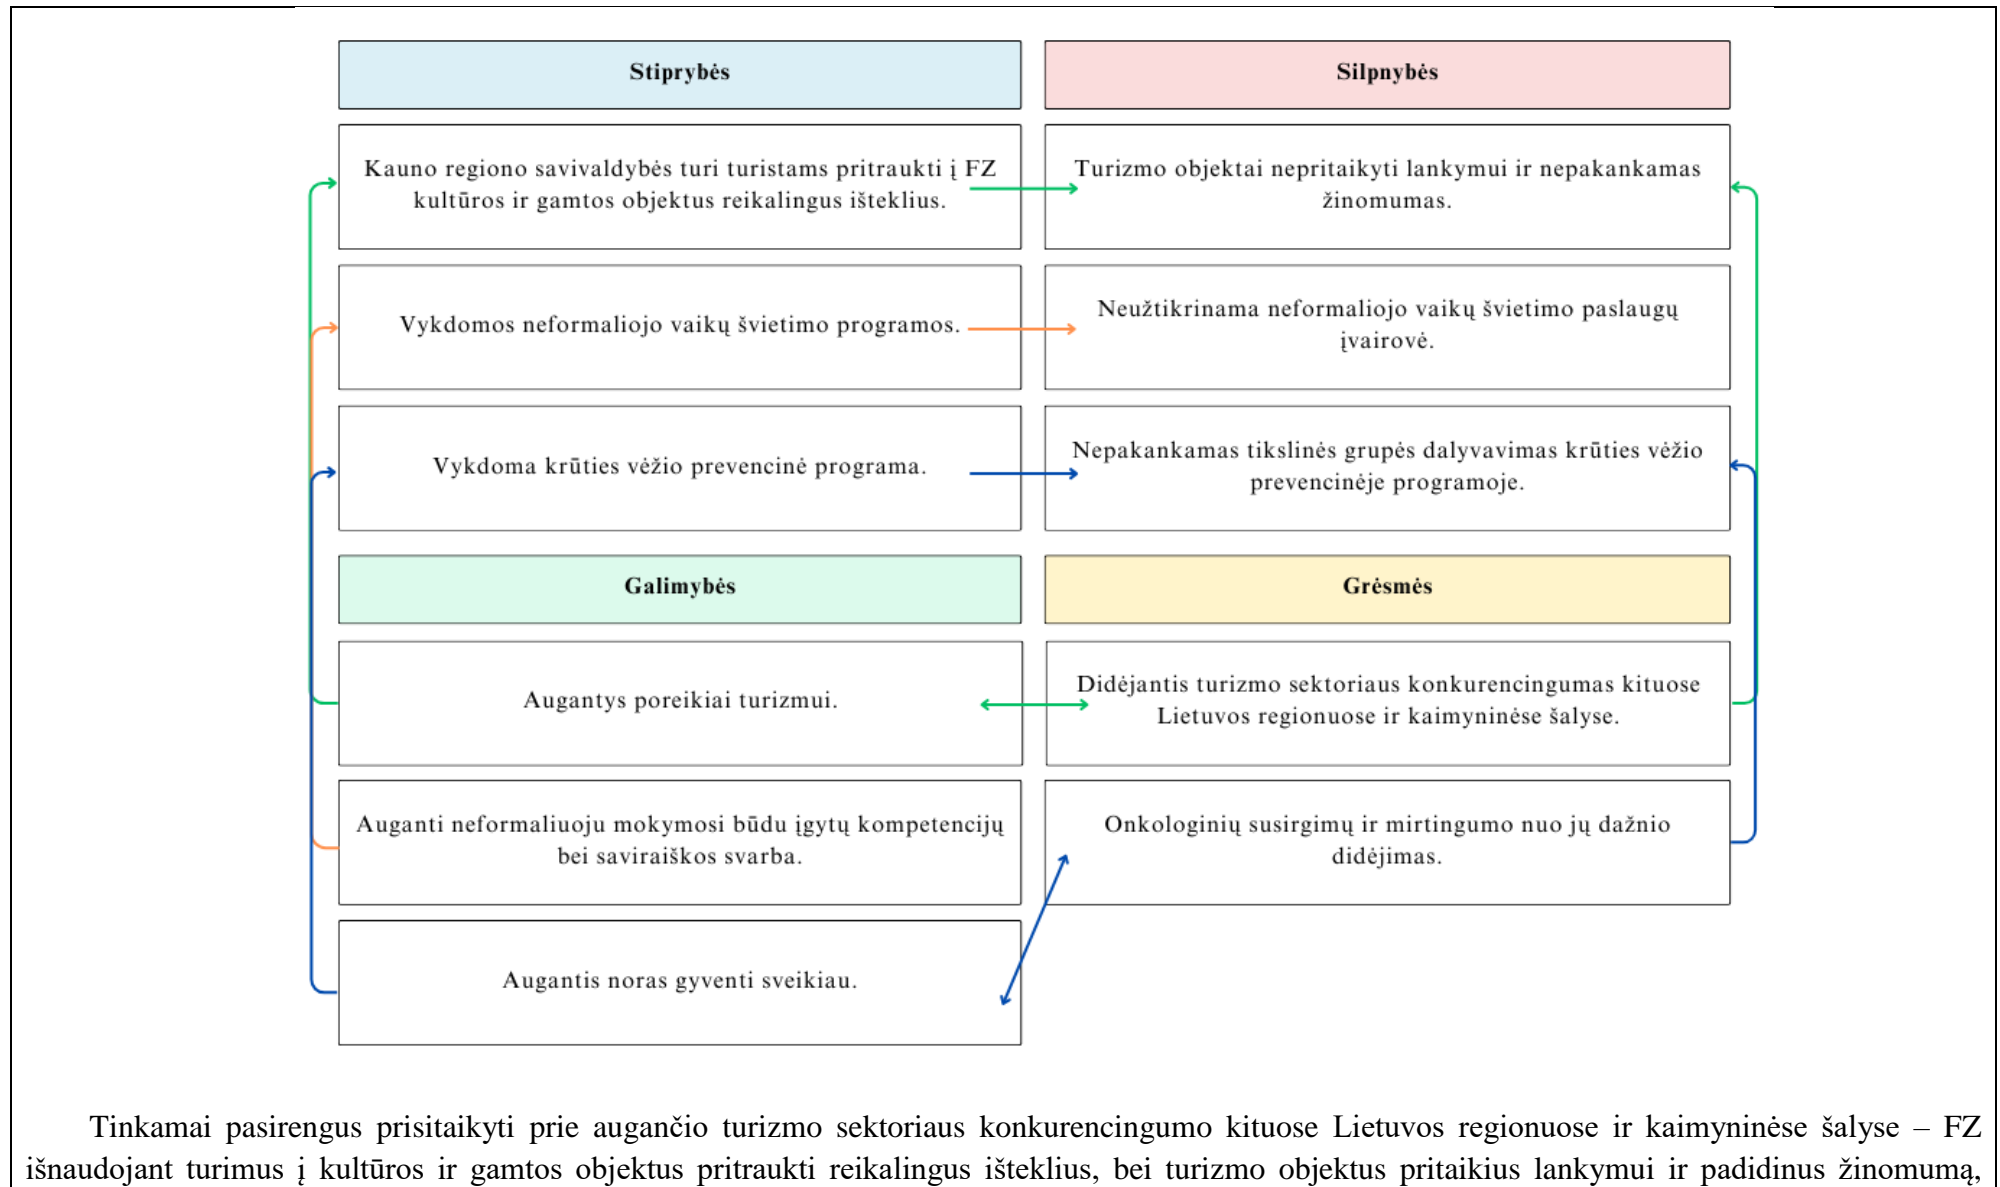 Stiprybės
Silpnybės
Kauno regiono savivaldybės turi turistams pritraukti į FZ
kultūros ir gamtos objektus reikalingus išteklius.
Turizmo objektai nepritaikyti lankymui ir nepakankamas
žinomumas.
Vykdomos neformaliojo vaikų švietimo programos.
Neužtikrinama neformaliojo vaikų švietimo paslaugų
įvairovė.
Vykdoma krūties vėžio prevencinė programa.
Nepakankamas tikslinės grupės dalyvavimas krūties vėžio
prevencinėje programoje.
Galimybės
Grėsmės
Augantys poreikiai turizmui.
Didėjantis turizmo sektoriaus konkurencingumas kituose
Lietuvos regionuose ir kaimyninėse šalyse.
Auganti neformaliuoju mokymosi būdu įgytų kompetencijų
bei saviraiškos svarba.
Onkologinių susirgimų ir mirtingumo nuo jų dažnio
didėjimas.
Augantis noras gyventi sveikiau.
Tinkamai pasirengus prisitaikyti prie augančio turizmo sektoriaus konkurencingumo kituose Lietuvos regionuose ir kaimyninėse šalyse – FZ
išnaudojant turimus į kultūros ir gamtos objektus pritraukti reikalingus išteklius, bei turizmo objektus pritaikius lankymui ir padidinus žinomumą,